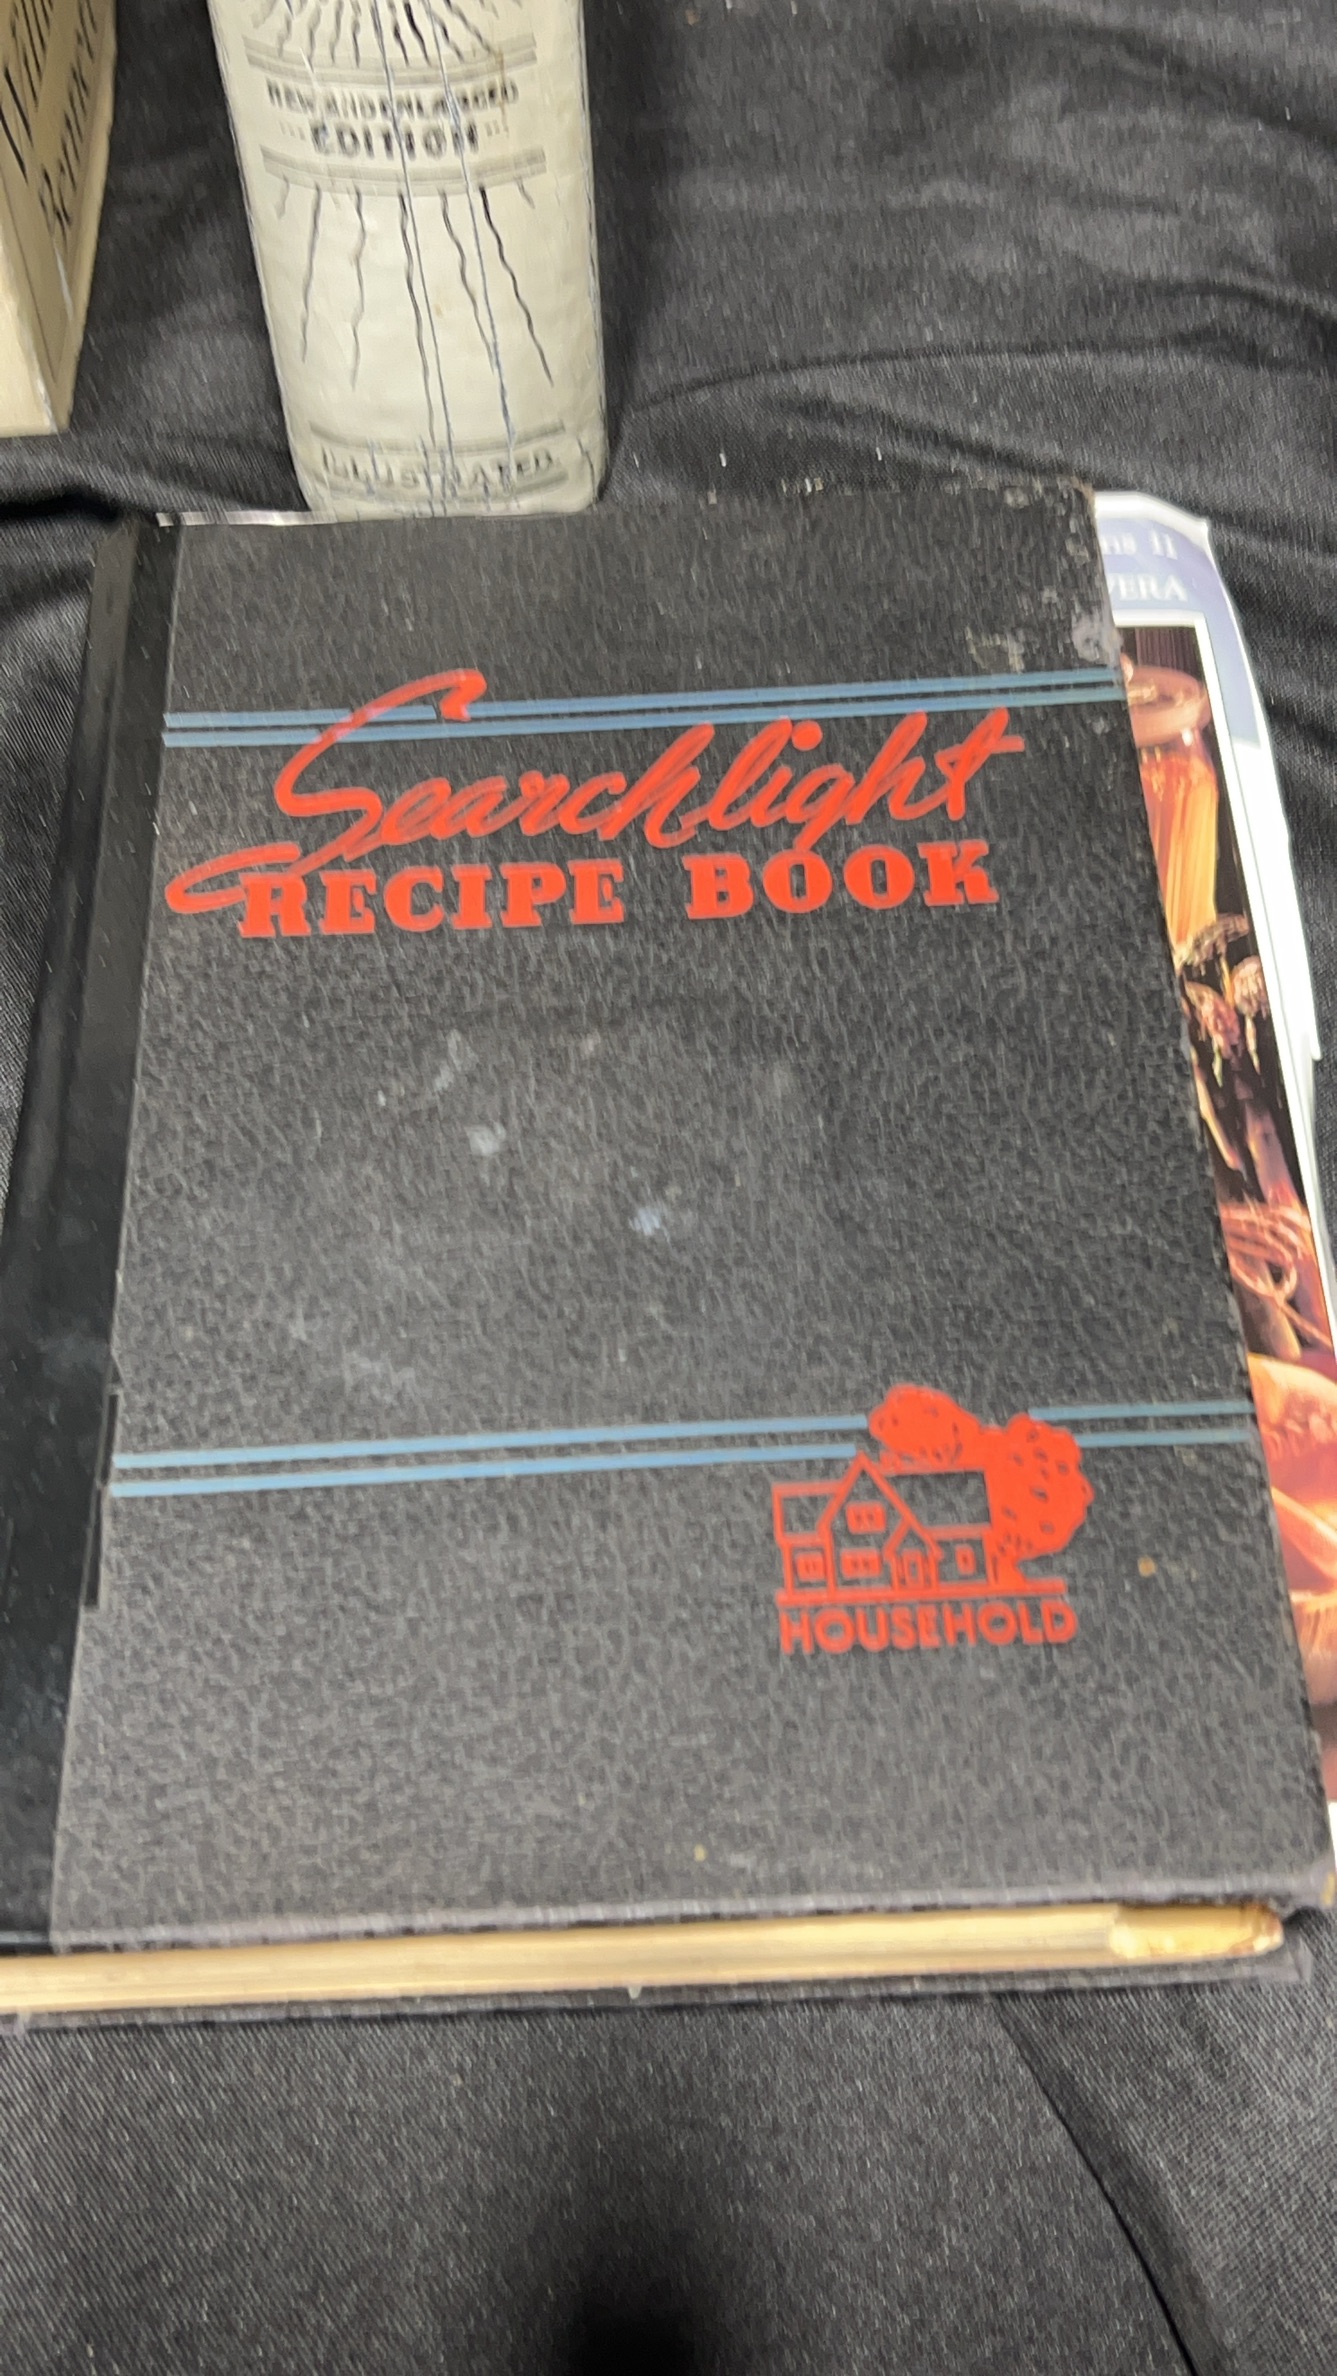 NEW AND ENLARGED
EDITION
ILLUSTRATED
Searchlight
RECIPE BOOK
HOUSEHOLD